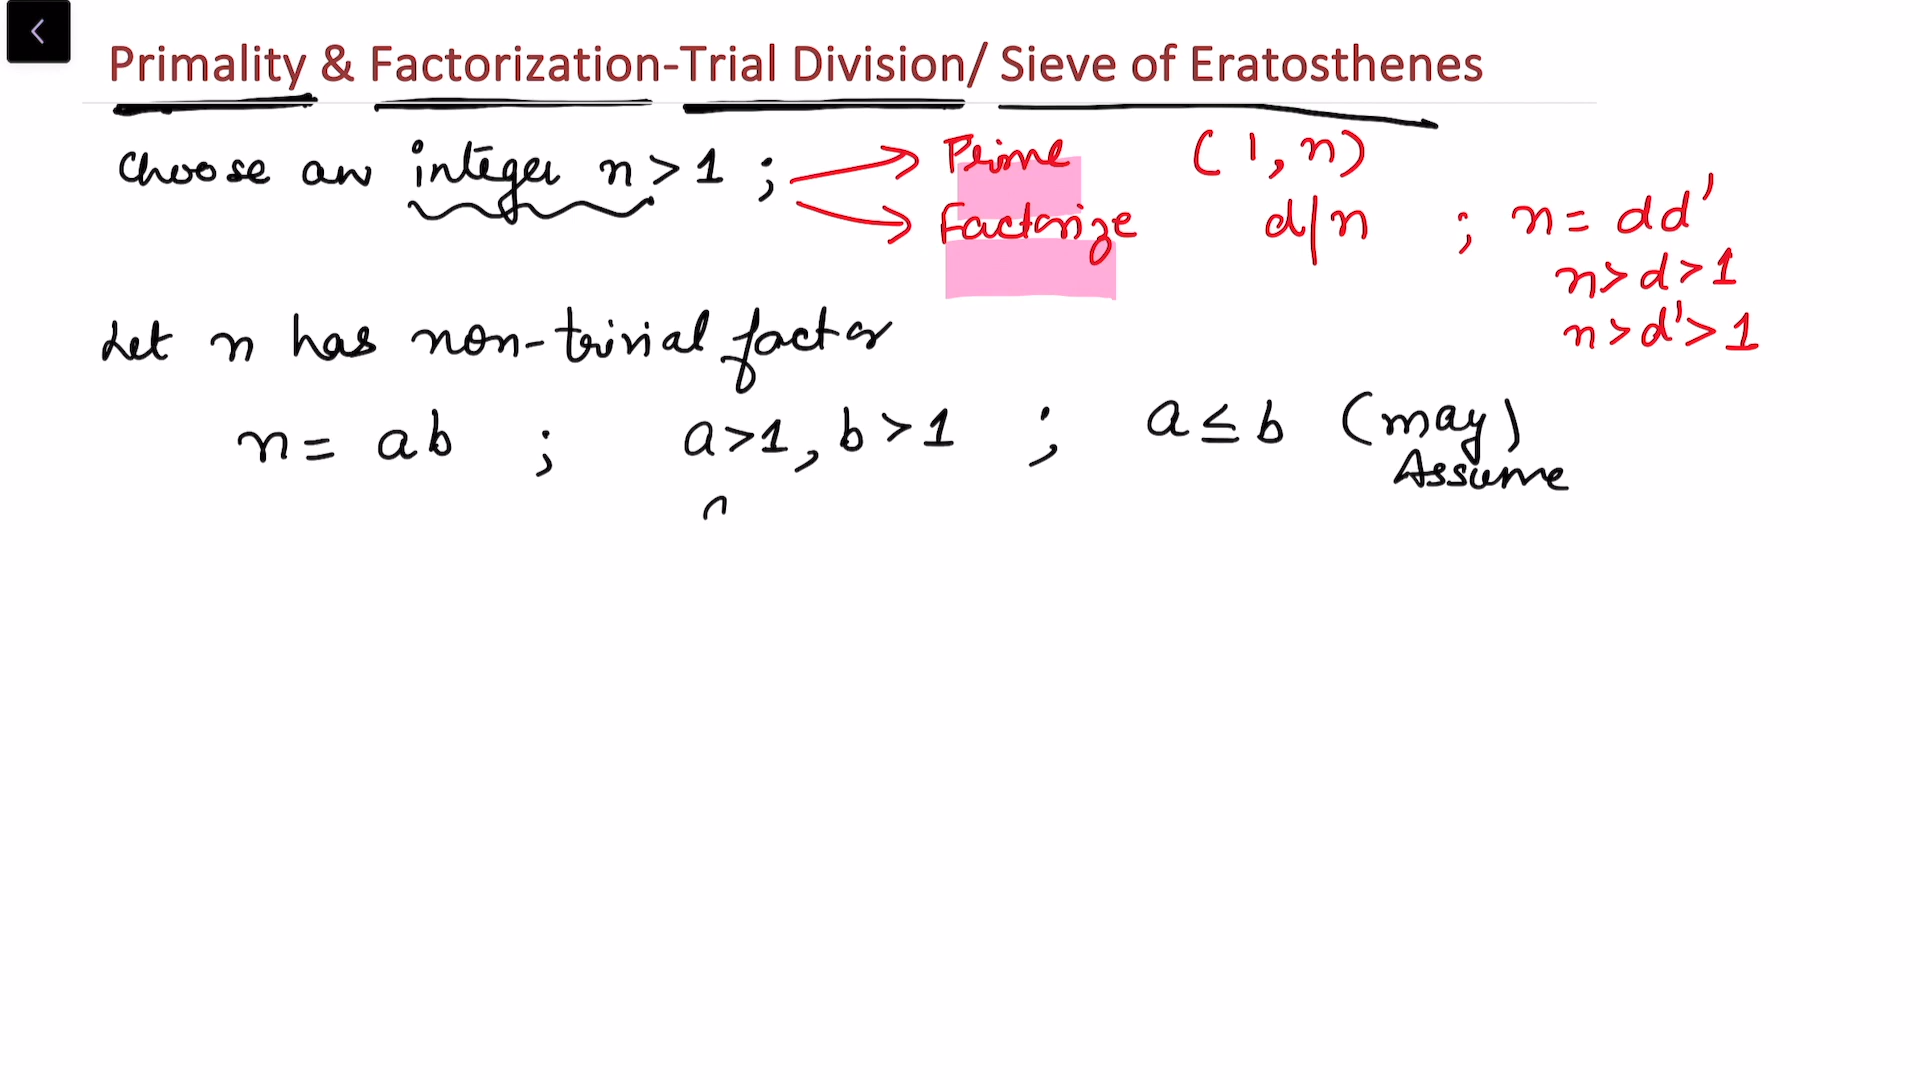 Primality & Factorization-Trial Division/ Sieve of Eratosthenes
Choose an integer n > 1 ; Prime (1, n)
Factorize d|n ; n = dd'
n > d > 1
n > d' > 1
Let n has non-trivial factor
n = ab ; a > 1, b > 1 ; a ≤ b (may)
Assume